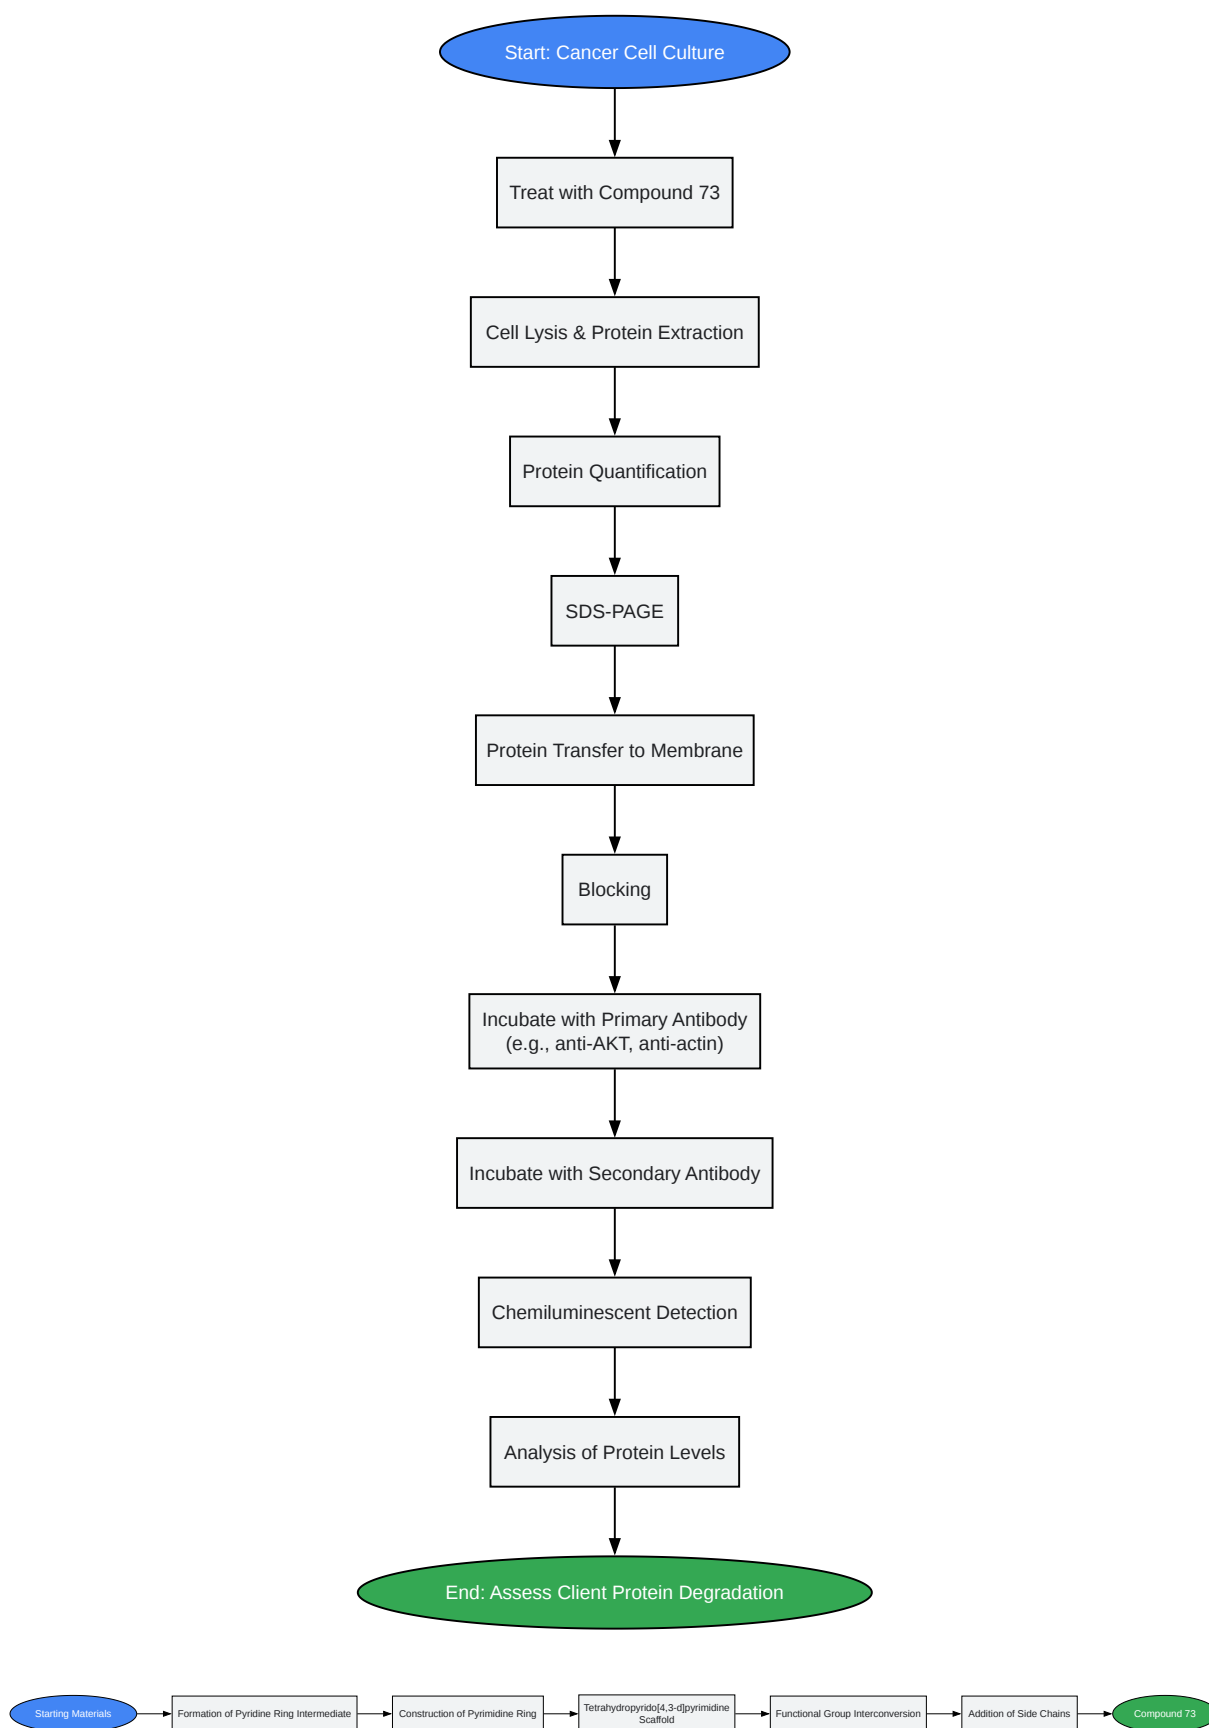 Start: Cancer Cell Culture
Treat with Compound 73
Cell Lysis & Protein Extraction
Protein Quantification
SDS-PAGE
Protein Transfer to Membrane
Blocking
Incubate with Primary Antibody
(e.g., anti-AKT, anti-actin)
Incubate with Secondary Antibody
Chemiluminescent Detection
Analysis of Protein Levels
End: Assess Client Protein Degradation
Starting Materials
Formation of Pyridine Ring Intermediate
Construction of Pyrimidine Ring
Tetrahydropyrido[4,3-d]pyrimidine
Scaffold
Functional Group Interconversion
Addition of Side Chains
Compound 73